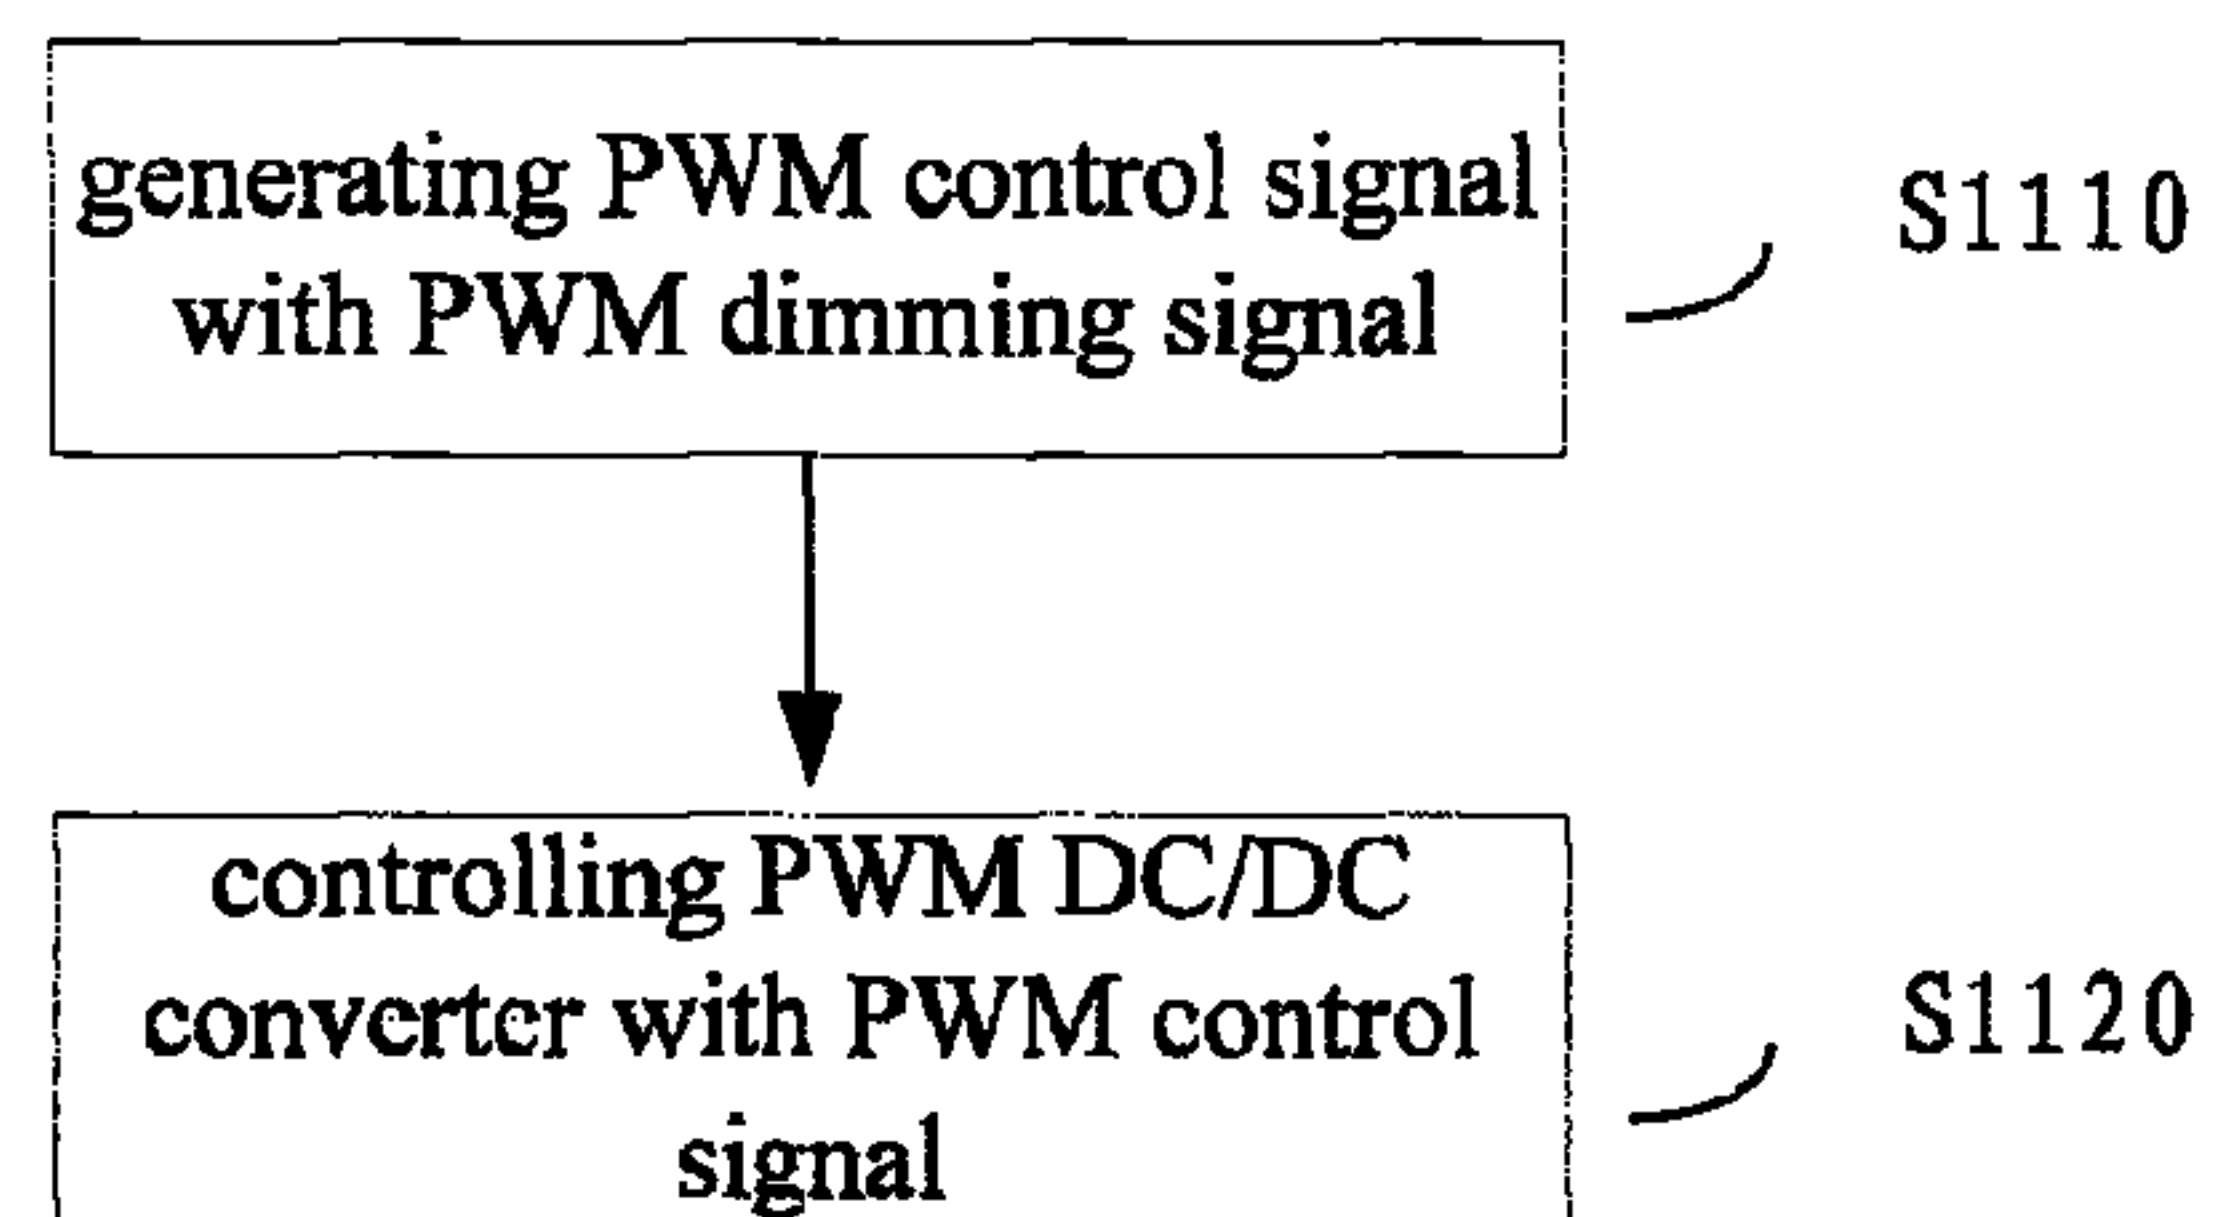 generating PWM control signal
with PWM dimming signal
S1110
controlling PWM DC/DC
converter with PWM control
signal
S1120